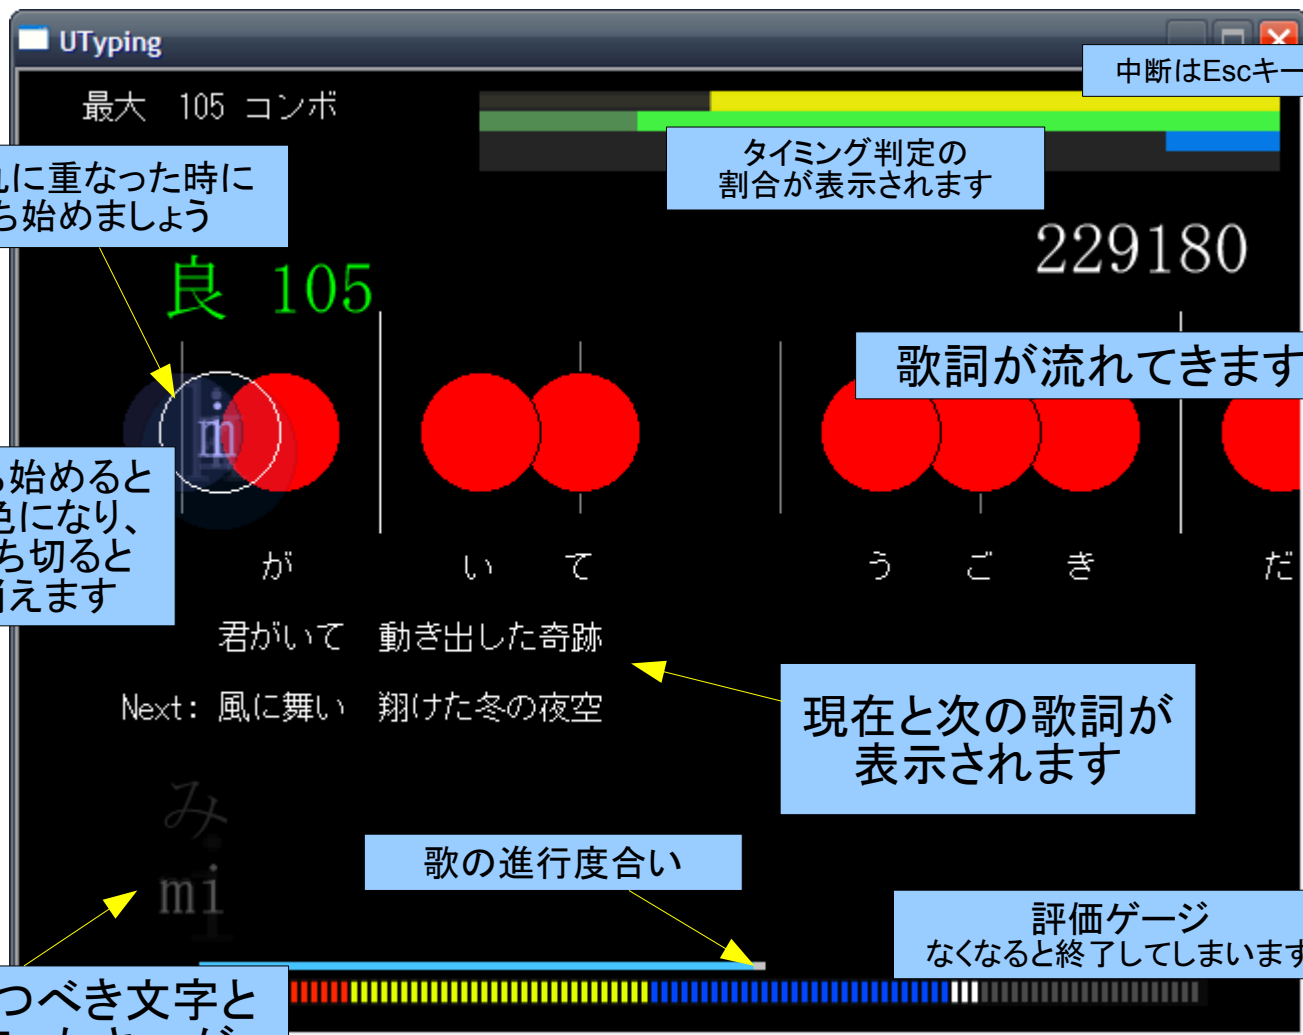 UTyping
中断はEscキー
最大 105 コンボ
タイミング判定の
割合が表示されます
に重なった時に
始めましょう
229180
良 105
歌詞が流れてきます
mi
始めると
色になり、
ち切ると
消えます
が い て う ご き だ
君がいて 動き出した奇跡
Next: 風に舞い 翔けた冬の夜空
現在と次の歌詞が
表示されます
み
mi
歌の進行度合い
評価ゲージ
なくなると終了してしまいます
つべき文字と